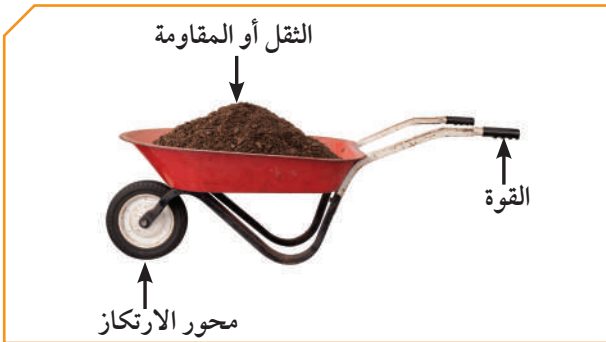 الثقل أو المقاومة
القوة
محور الارتكاز